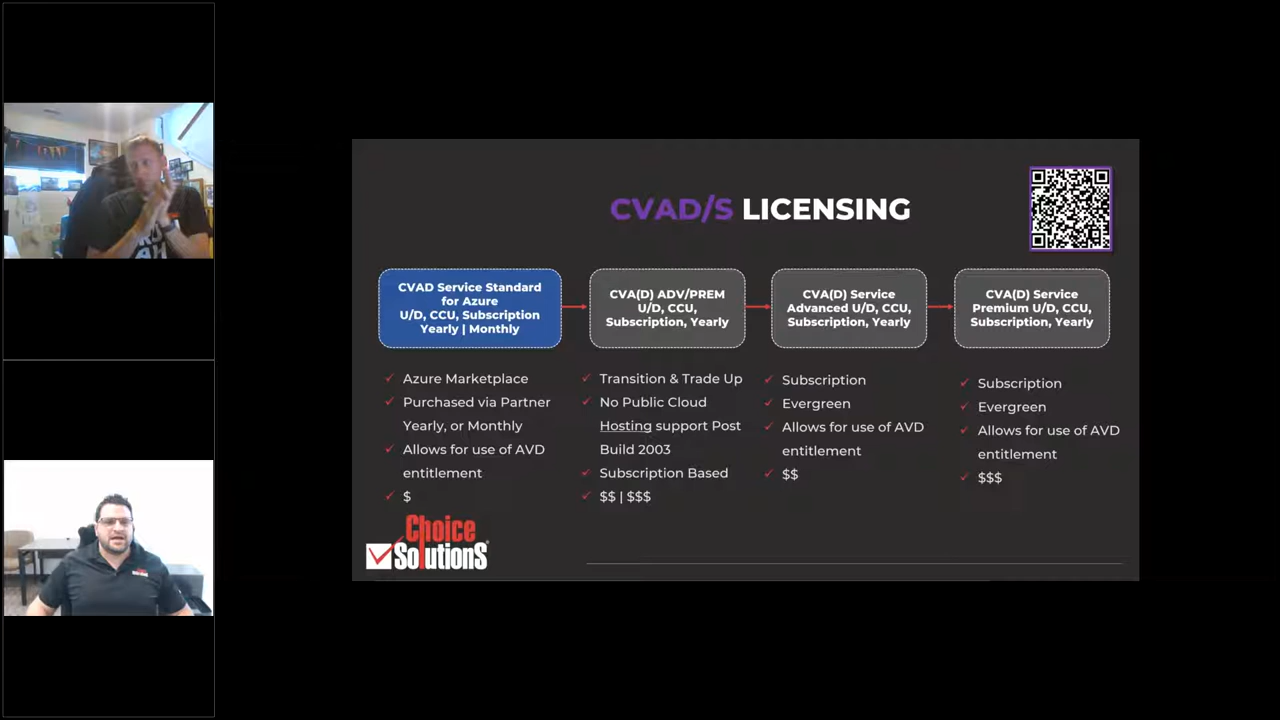 CVAD/S LICENSING
CVAD Service Standard
for Azure
U/D, CCU, Subscription
Yearly | Monthly
CVA(D) ADV/PREM
U/D, CCU,
Subscription, Yearly
CVA(D) Service
Advanced U/D, CCU,
Subscription, Yearly
CVA(D) Service
Premium U/D, CCU,
Subscription, Yearly
Azure Marketplace
Purchased via Partner
Yearly, or Monthly
Allows for use of AVD
entitlement
$
Transition & Trade Up
No Public Cloud
Hosting support Post
Build 2003
Subscription Based
$$ | $$$
Subscription
Evergreen
Allows for use of AVD
entitlement
$$
Subscription
Evergreen
Allows for use of AVD
entitlement
$$$
Choice
Solutions